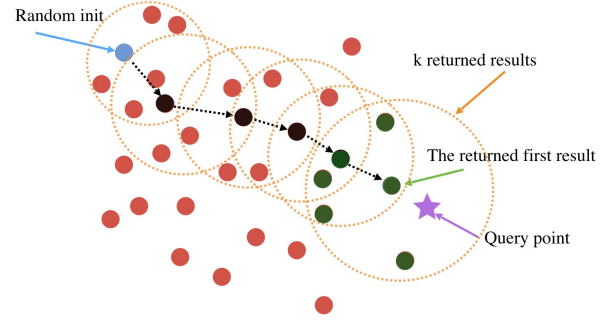 Random init
k returned results
The returned first result
Query point